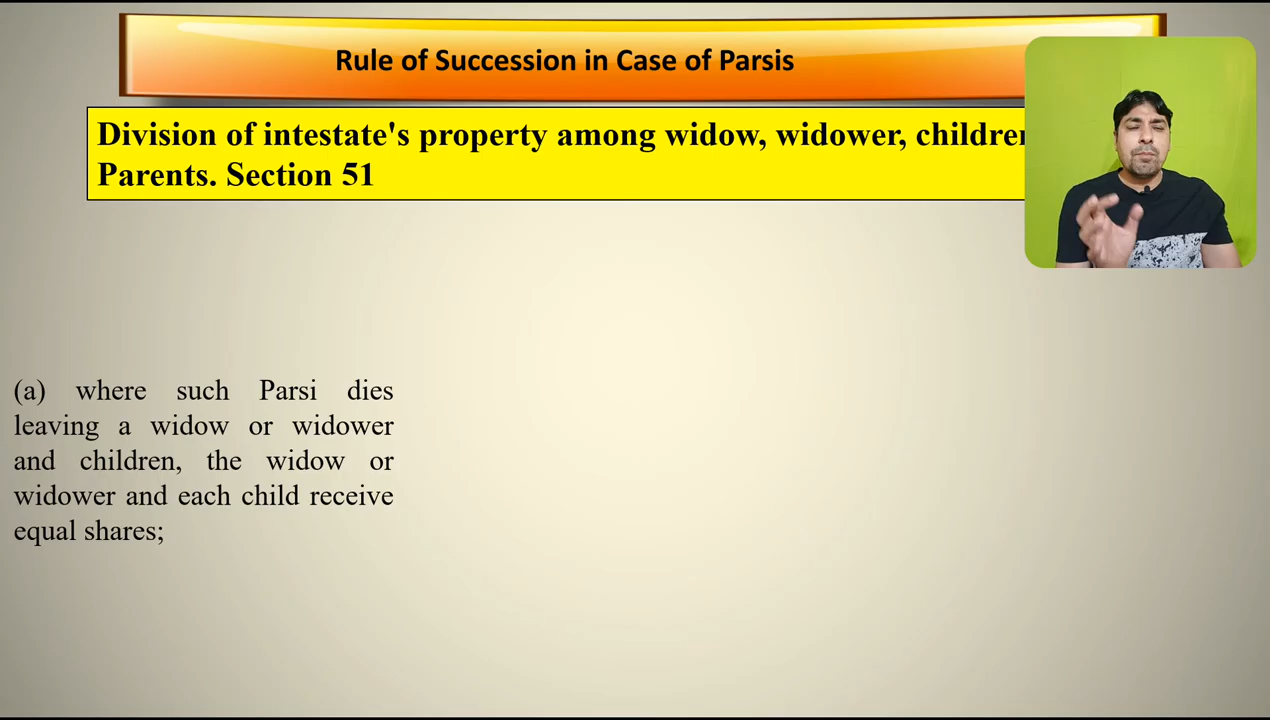 Rule of Succession in Case of Parsis
Division of intestate's property among widow, widower, children
Parents. Section 51
(a) where such Parsi dies
leaving a widow or widower
and children, the widow or
widower and each child receive
equal shares;